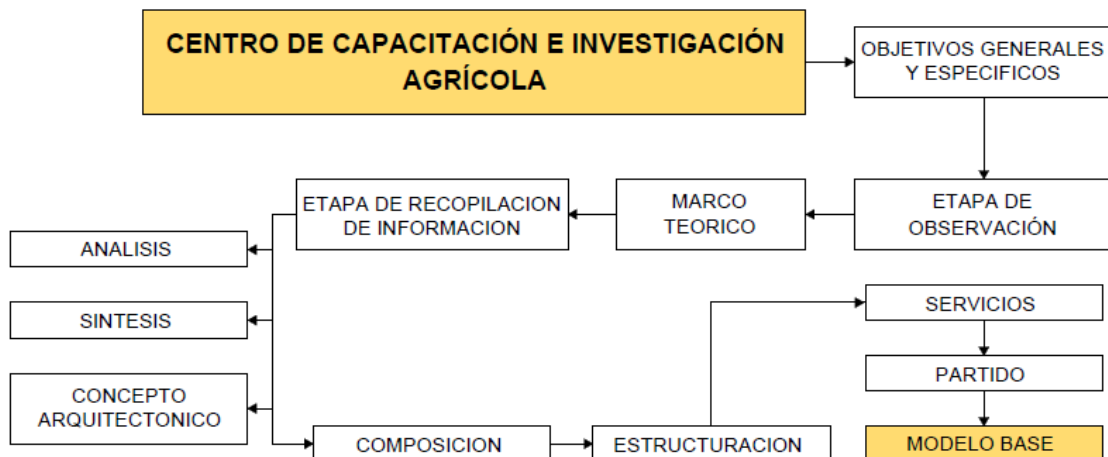 CENTRO DE CAPACITACIÓN E INVESTIGACIÓN
AGRÍCOLA
OBJETIVOS GENERALES
Y ESPECIFICOS
ETAPA DE RECOPILACION
DE INFORMACION
MARCO
TEORICO
ETAPA DE
OBSERVACIÓN
ANALISIS
SINTESIS
CONCEPTO
ARQUITECTONICO
COMPOSICION
ESTRUCTURACION
SERVICIOS
PARTIDO
MODELO BASE